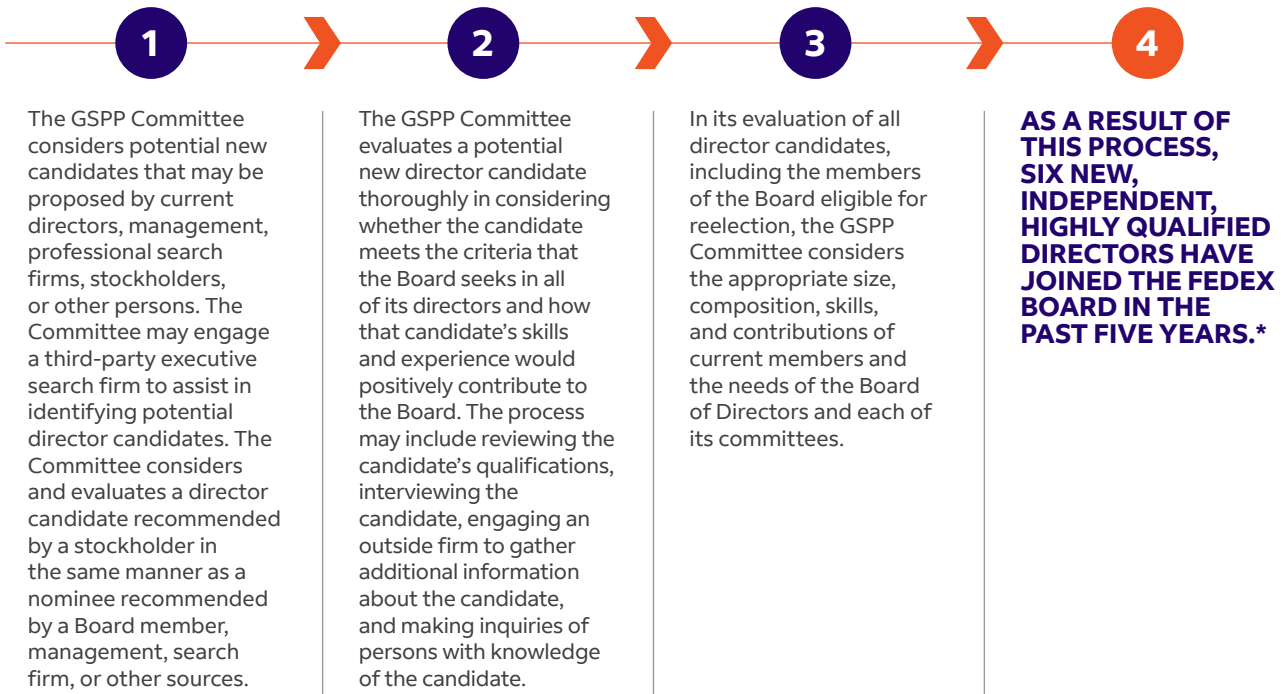 1
The GSPP Committee
considers potential new
candidates that may be
proposed by current
directors, management,
professional search
firms, stockholders,
or other persons. The
Committee may engage
a third-party executive
search firm to assist in
identifying potential
director candidates. The
Committee considers
and evaluates a director
candidate recommended
by a stockholder in
the same manner as a
nominee recommended
by a Board member,
management, search
firm, or other sources.
2
The GSPP Committee
evaluates a potential
new director candidate
thoroughly in considering
whether the candidate
meets the criteria that
the Board seeks in all
of its directors and how
that candidate’s skills
and experience would
positively contribute to
the Board. The process
may include reviewing the
candidate’s qualifications,
interviewing the
candidate, engaging an
outside firm to gather
additional information
about the candidate,
and making inquiries of
persons with knowledge
of the candidate.
3
In its evaluation of all
director candidates,
including the members
of the Board eligible for
reelection, the GSPP
Committee considers
the appropriate size,
composition, skills,
and contributions of
current members and
the needs of the Board
of Directors and each of
its committees.
4
AS A RESULT OF
THIS PROCESS,
SIX NEW,
INDEPENDENT,
HIGHLY QUALIFIED
DIRECTORS HAVE
JOINED THE FEDEX
BOARD IN THE
PAST FIVE YEARS.*